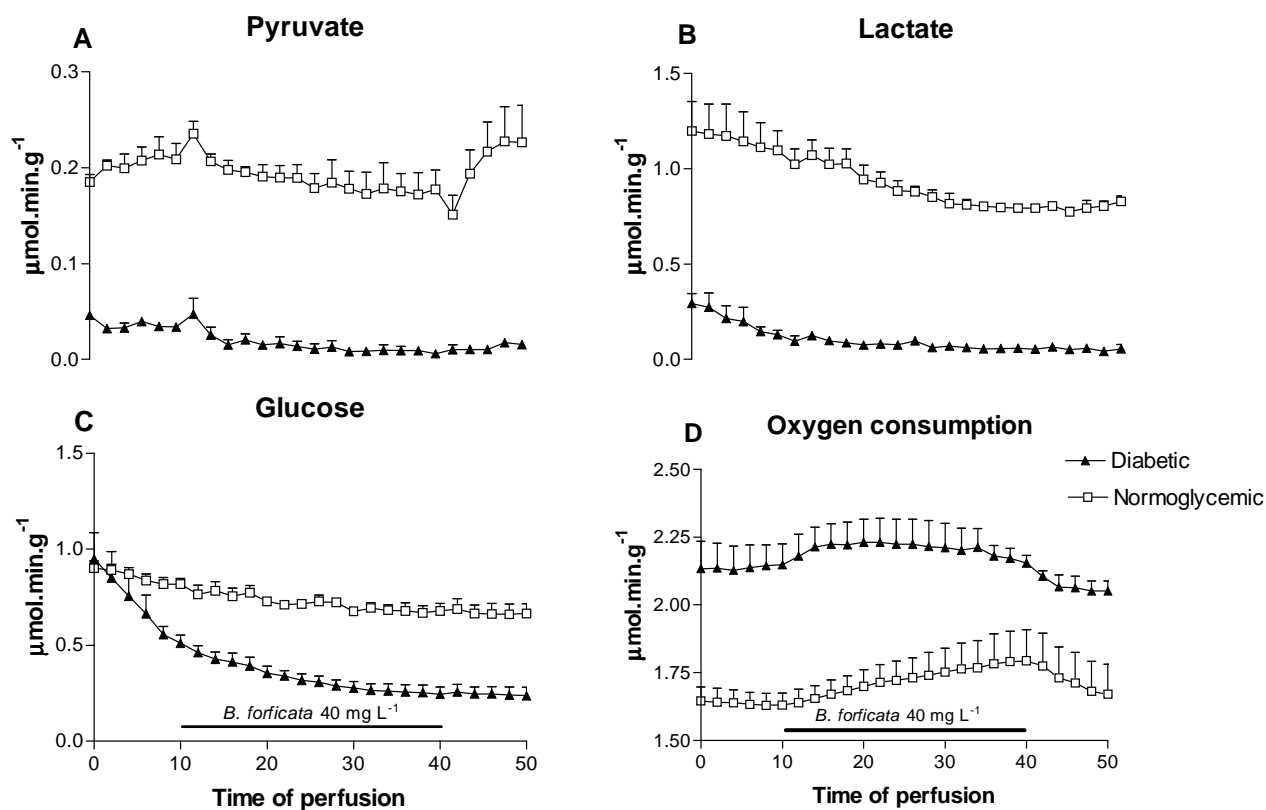 A
Pyruvate
0.3
0.2
0.1
0.0
µmol.min.g⁻¹
B
Lactate
1.5
1.0
0.5
0.0
µmol.min.g⁻¹
C
Glucose
1.5
1.0
0.5
0.0
µmol.min.g⁻¹
B. forficata 40 mg L⁻¹
0 10 20 30 40 50
Time of perfusion
D
Oxygen consumption
2.50
2.25
2.00
1.75
1.50
µmol.min.g⁻¹
B. forficata 40 mg L⁻¹
0 10 20 30 40 50
Time of perfusion
Diabetic
Normoglycemic